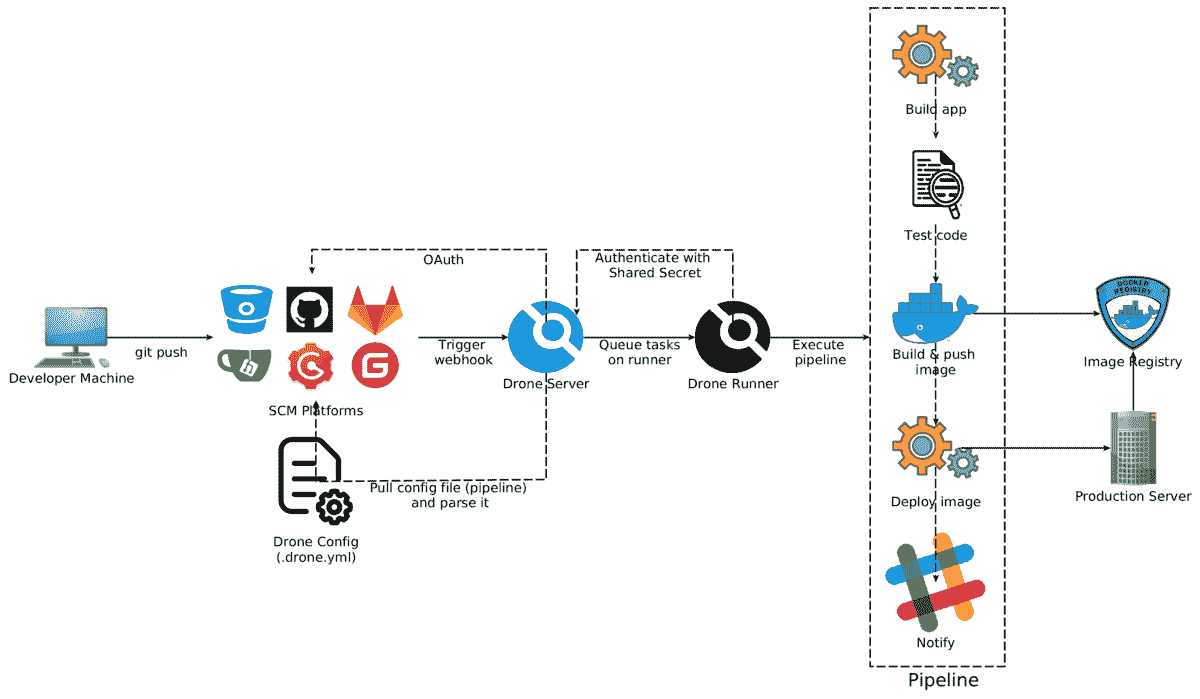 Build app
Test code
OAuth
Authenticate with
Shared Secret
DOCKER
REGISTRY
git push
Trigger
webhook
Queue tasks
on runner
Execute
pipeline
Build & push
image
Image Registry
Developer Machine
Drone Server
Drone Runner
SCM Platforms
Pull config file (pipeline)
and parse it
Deploy image
Production Server
Drone Config
(.drone.yml)
Notify
Pipeline